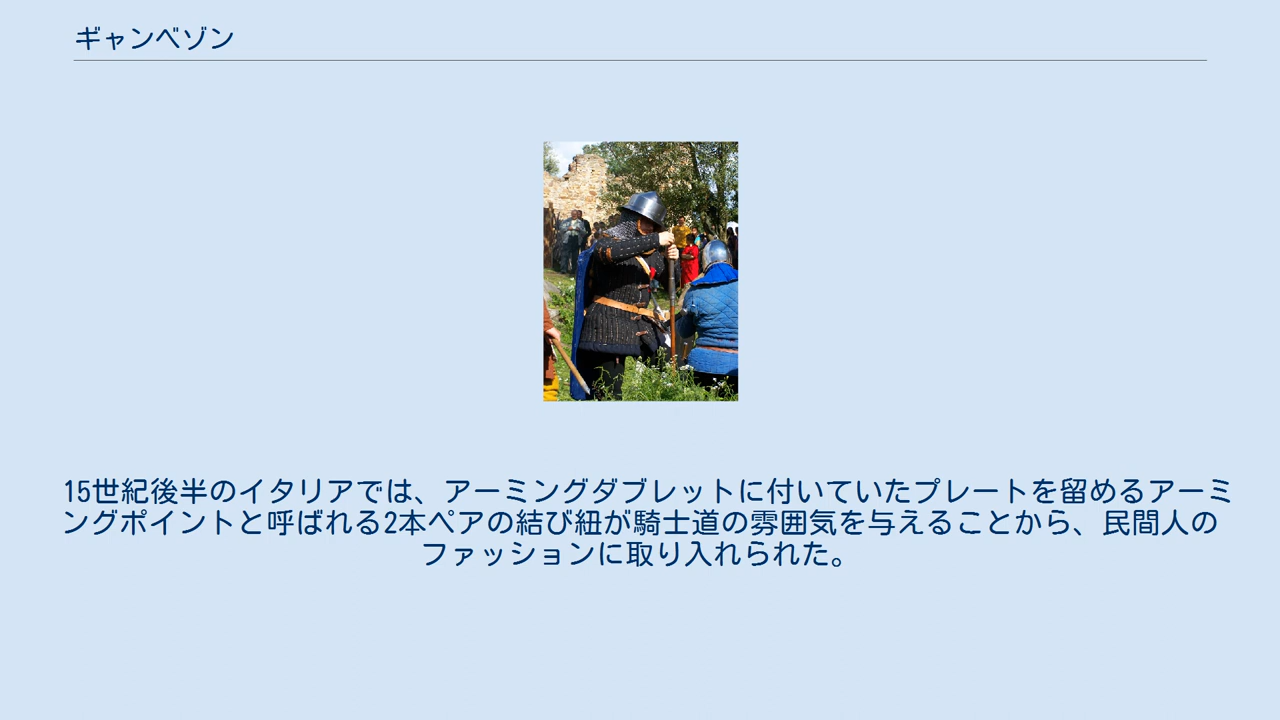 ギャンベゾン
15世紀後半のイタリアでは、アーミングダブレットに付いていたプレートを留めるアーミ
ングポイントと呼ばれる2本ペアの結び紐が騎士道の雰囲気を与えることから、民間人の
ファッションに取り入れられた。